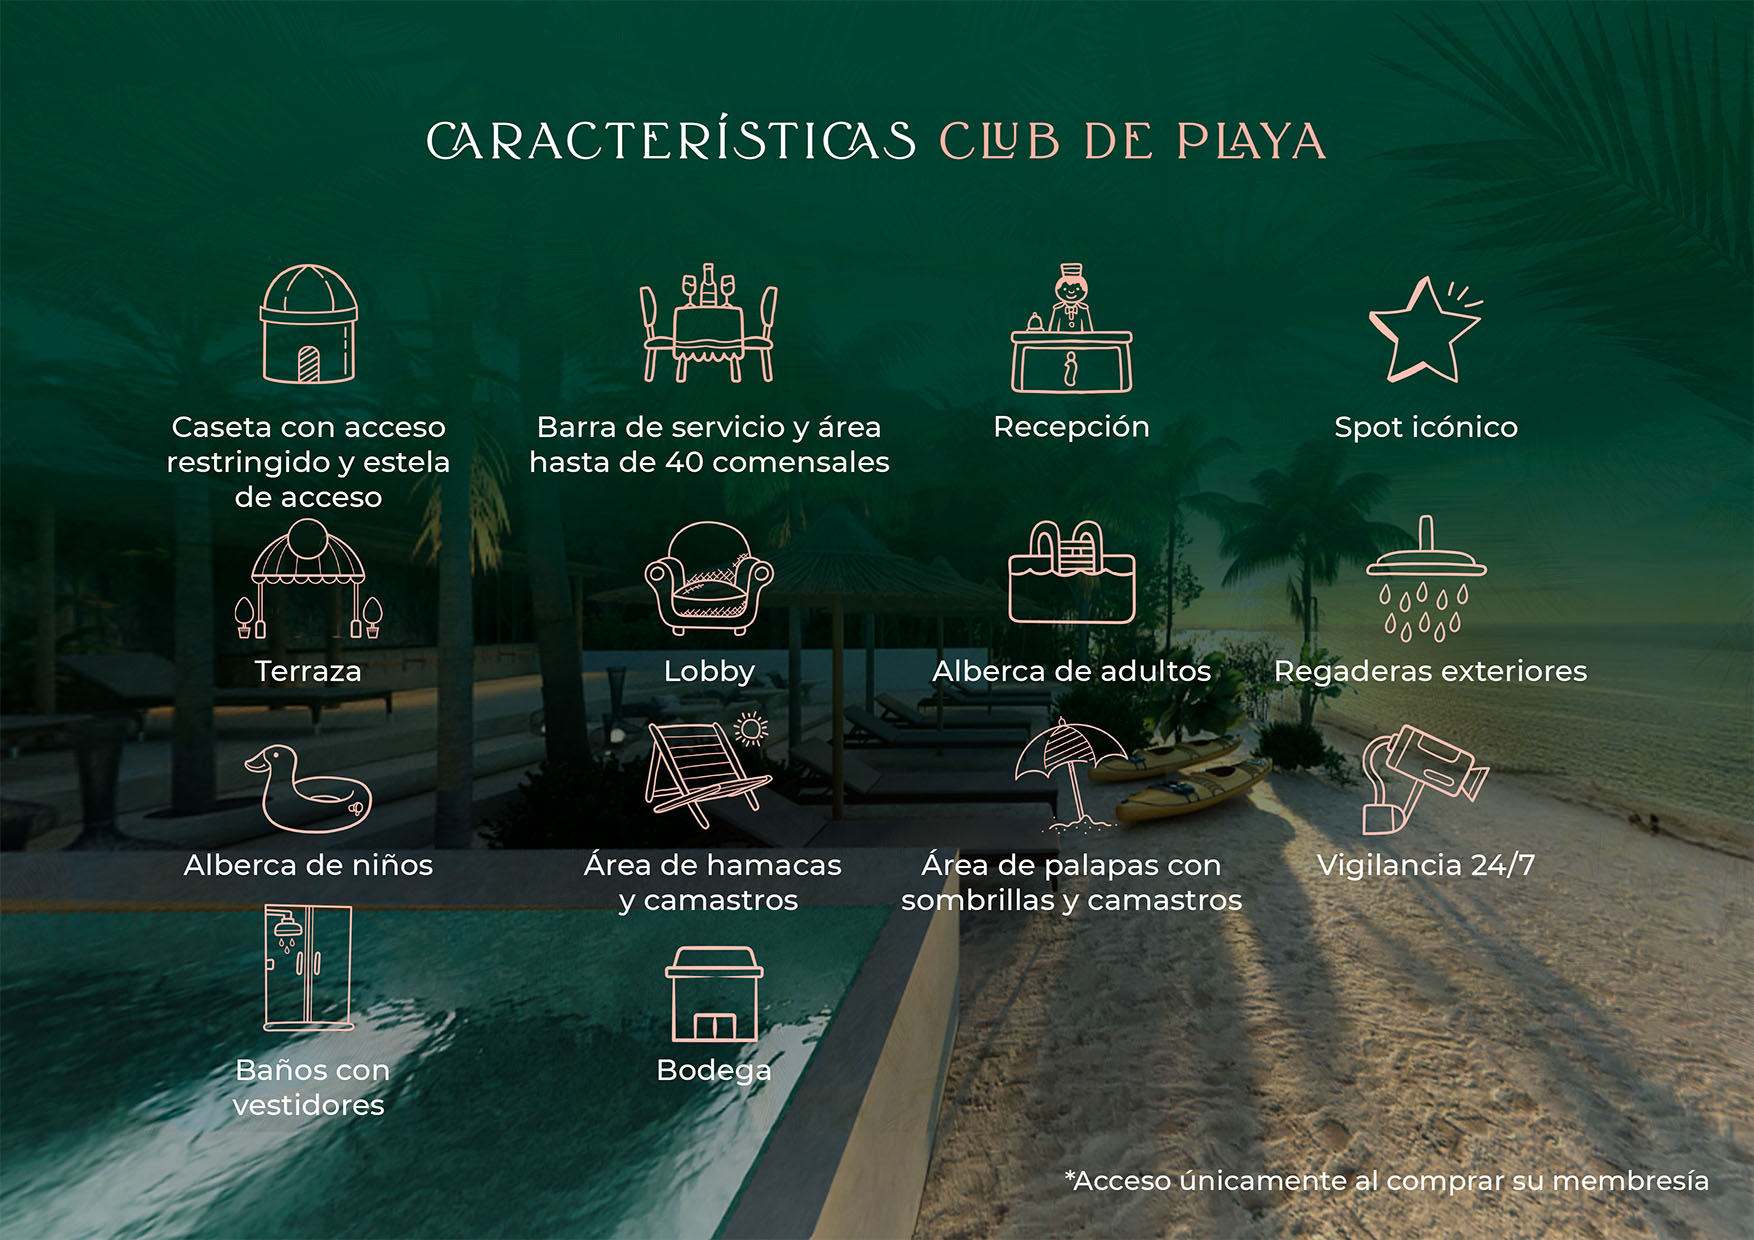 CARACTERÍSTICAS CLUB DE PLAYA
Caseta con acceso
restringido y estela
de acceso
Barra de servicio y área
hasta de 40 comensales
Recepción
Spot icónico
Terraza
Lobby
Alberca de adultos
Regaderas exteriores
Alberca de niños
Área de hamacas
y camastros
Área de palapas con
sombrillas y camastros
Vigilancia 24/7
Baños con
vestidores
Bodega
*Acceso únicamente al comprar su membresía